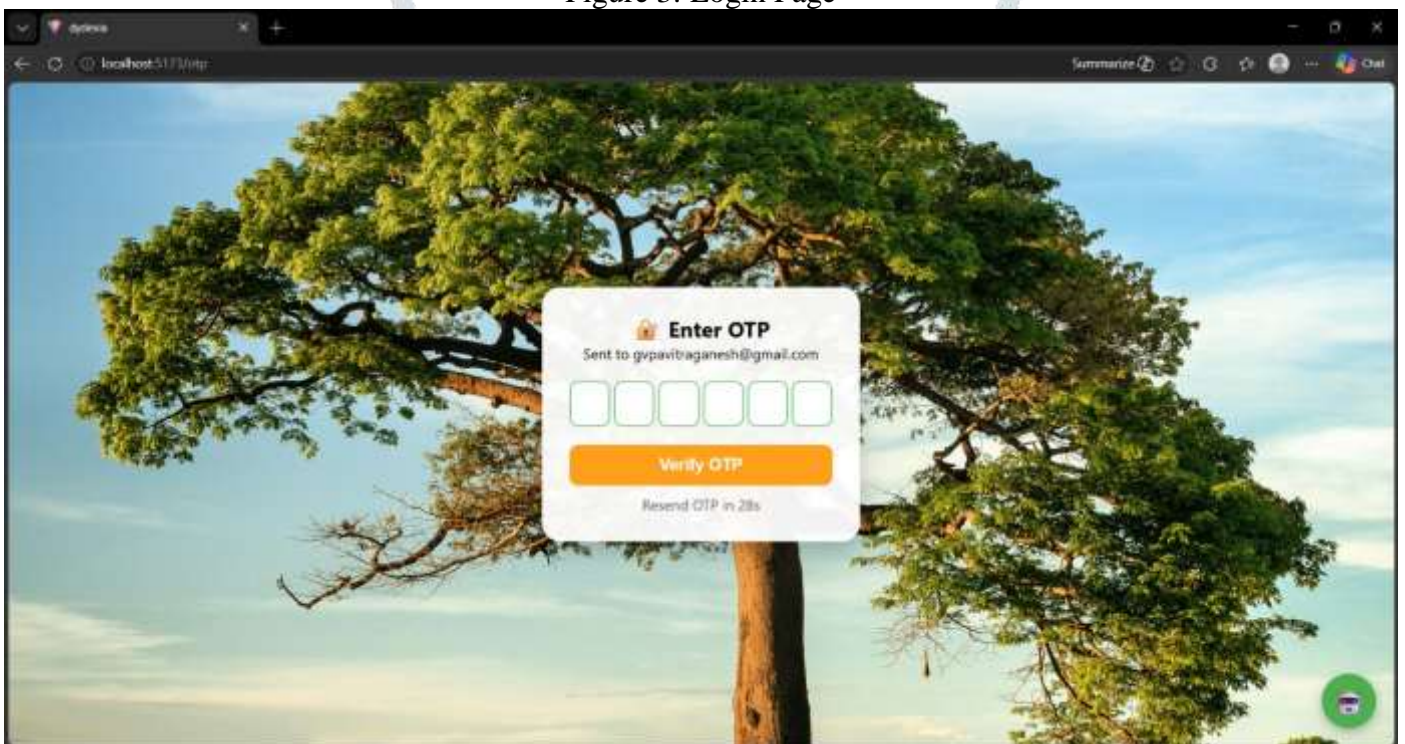 Figure 3: Login Page
dyslexia
localhost:5173/otp
Summarize
Chat
Enter OTP
Sent to gvpavitraganesh@gmail.com
Verify OTP
Resend OTP in 28s